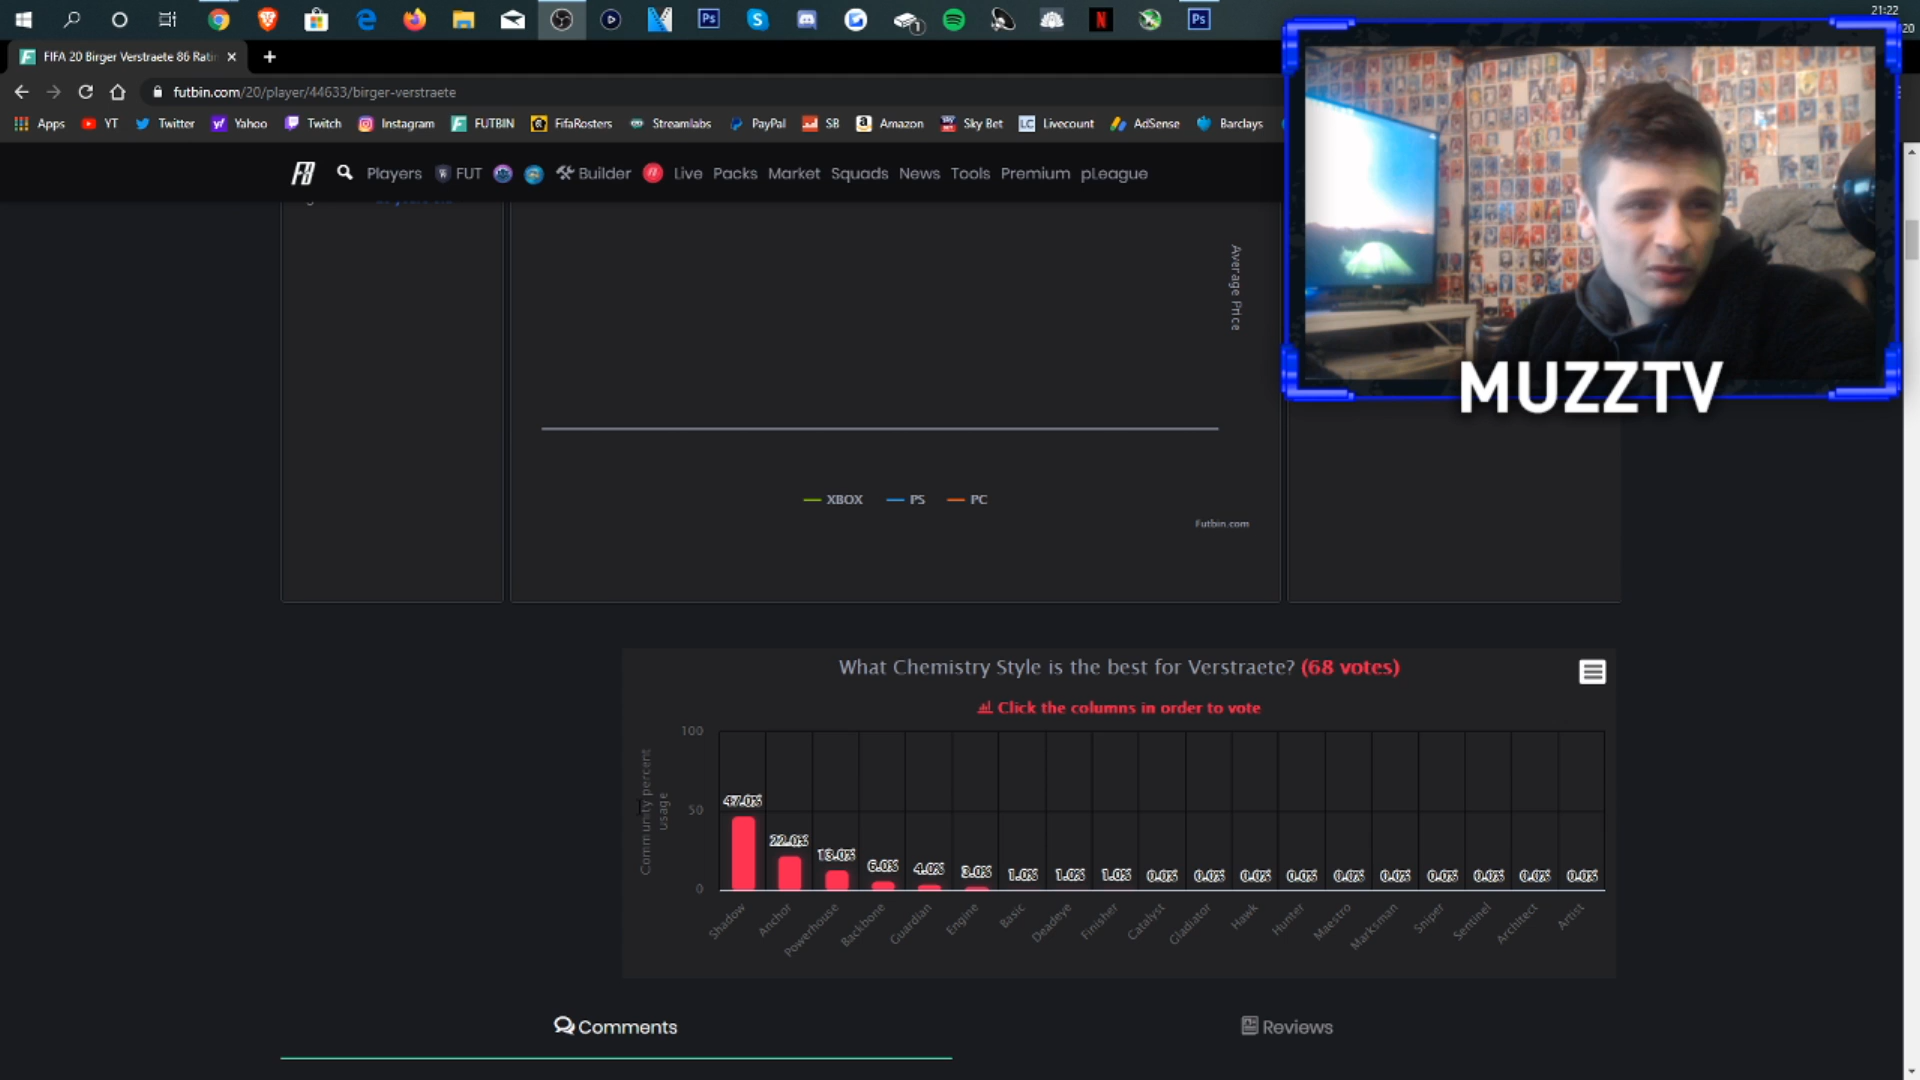 21:22
20
FIFA 20 Birger Verstraete 86 Rati
futbin.com/20/player/44633/birger-verstraete
Apps YT Twitter Yahoo Twitch Instagram FUTBIN FifaRosters Streamlabs PayPal SB Amazon Sky Bet Livecount AdSense Barclays
Players FUT Builder Live Packs Market Squads News Tools Premium pLeague
MUZZTV
Average Price
XBOX PS PC
Futbin.com
What Chemistry Style is the best for Verstraete? (68 votes)
Click the columns in order to vote
Community percent
usage
100
50
0
47.0% 22.0% 13.0% 6.0% 4.0% 3.0% 1.0% 1.0% 1.0% 0.0% 0.0% 0.0% 0.0% 0.0% 0.0% 0.0% 0.0% 0.0% 0.0%
Shadow Anchor Powerhouse Backbone Guardian Engine Basic Deadeye Finisher Catalyst Gladiator Hawk Hunter Maestro Marksman Sniper Sentinel Architect Artist
Comments
Reviews